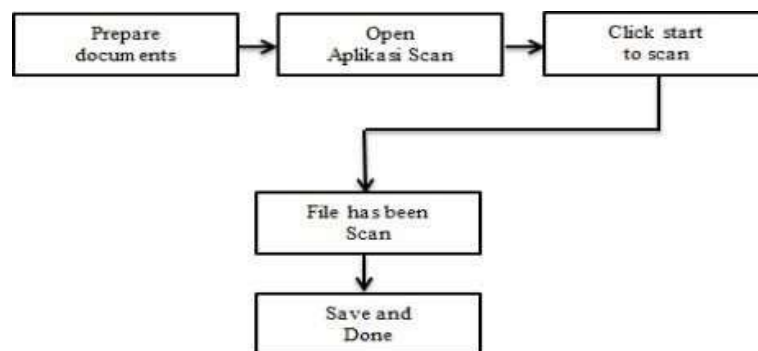 Prepare
documents
Open
Aplikasi Scan
Click start
to scan
File has been
Scan
Save and
Done